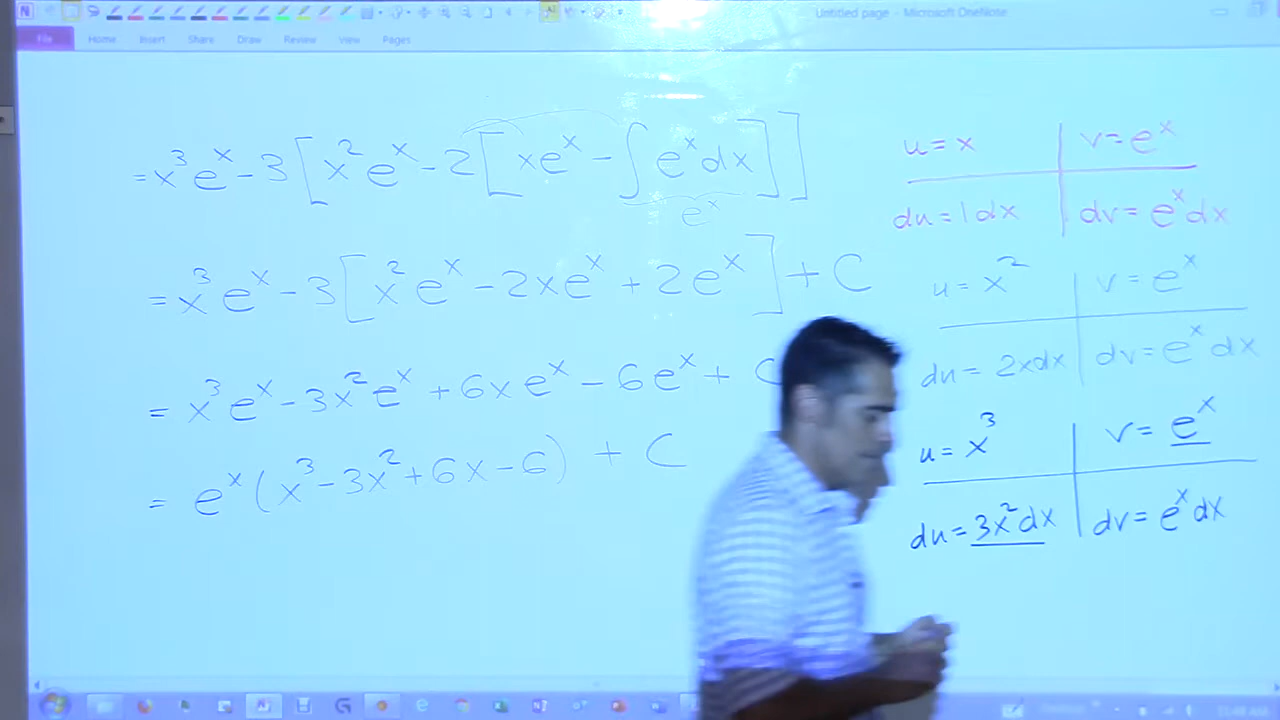 Untitled page - Microsoft OneNote
File Home Insert Share Draw Review View Pages
= x³eˣ - 3[x²eˣ - 2[xeˣ - ∫eˣdx]]
eˣ
= x³eˣ - 3[x²eˣ - 2xeˣ + 2eˣ] + C
= x³eˣ - 3x²eˣ + 6xeˣ - 6eˣ + C
= eˣ(x³ - 3x² + 6x - 6) + C
u = x v = eˣ
du = 1dx dv = eˣdx
u = x² v = eˣ
du = 2xdx dv = eˣdx
u = x³ v = eˣ
du = 3x²dx dv = eˣdx